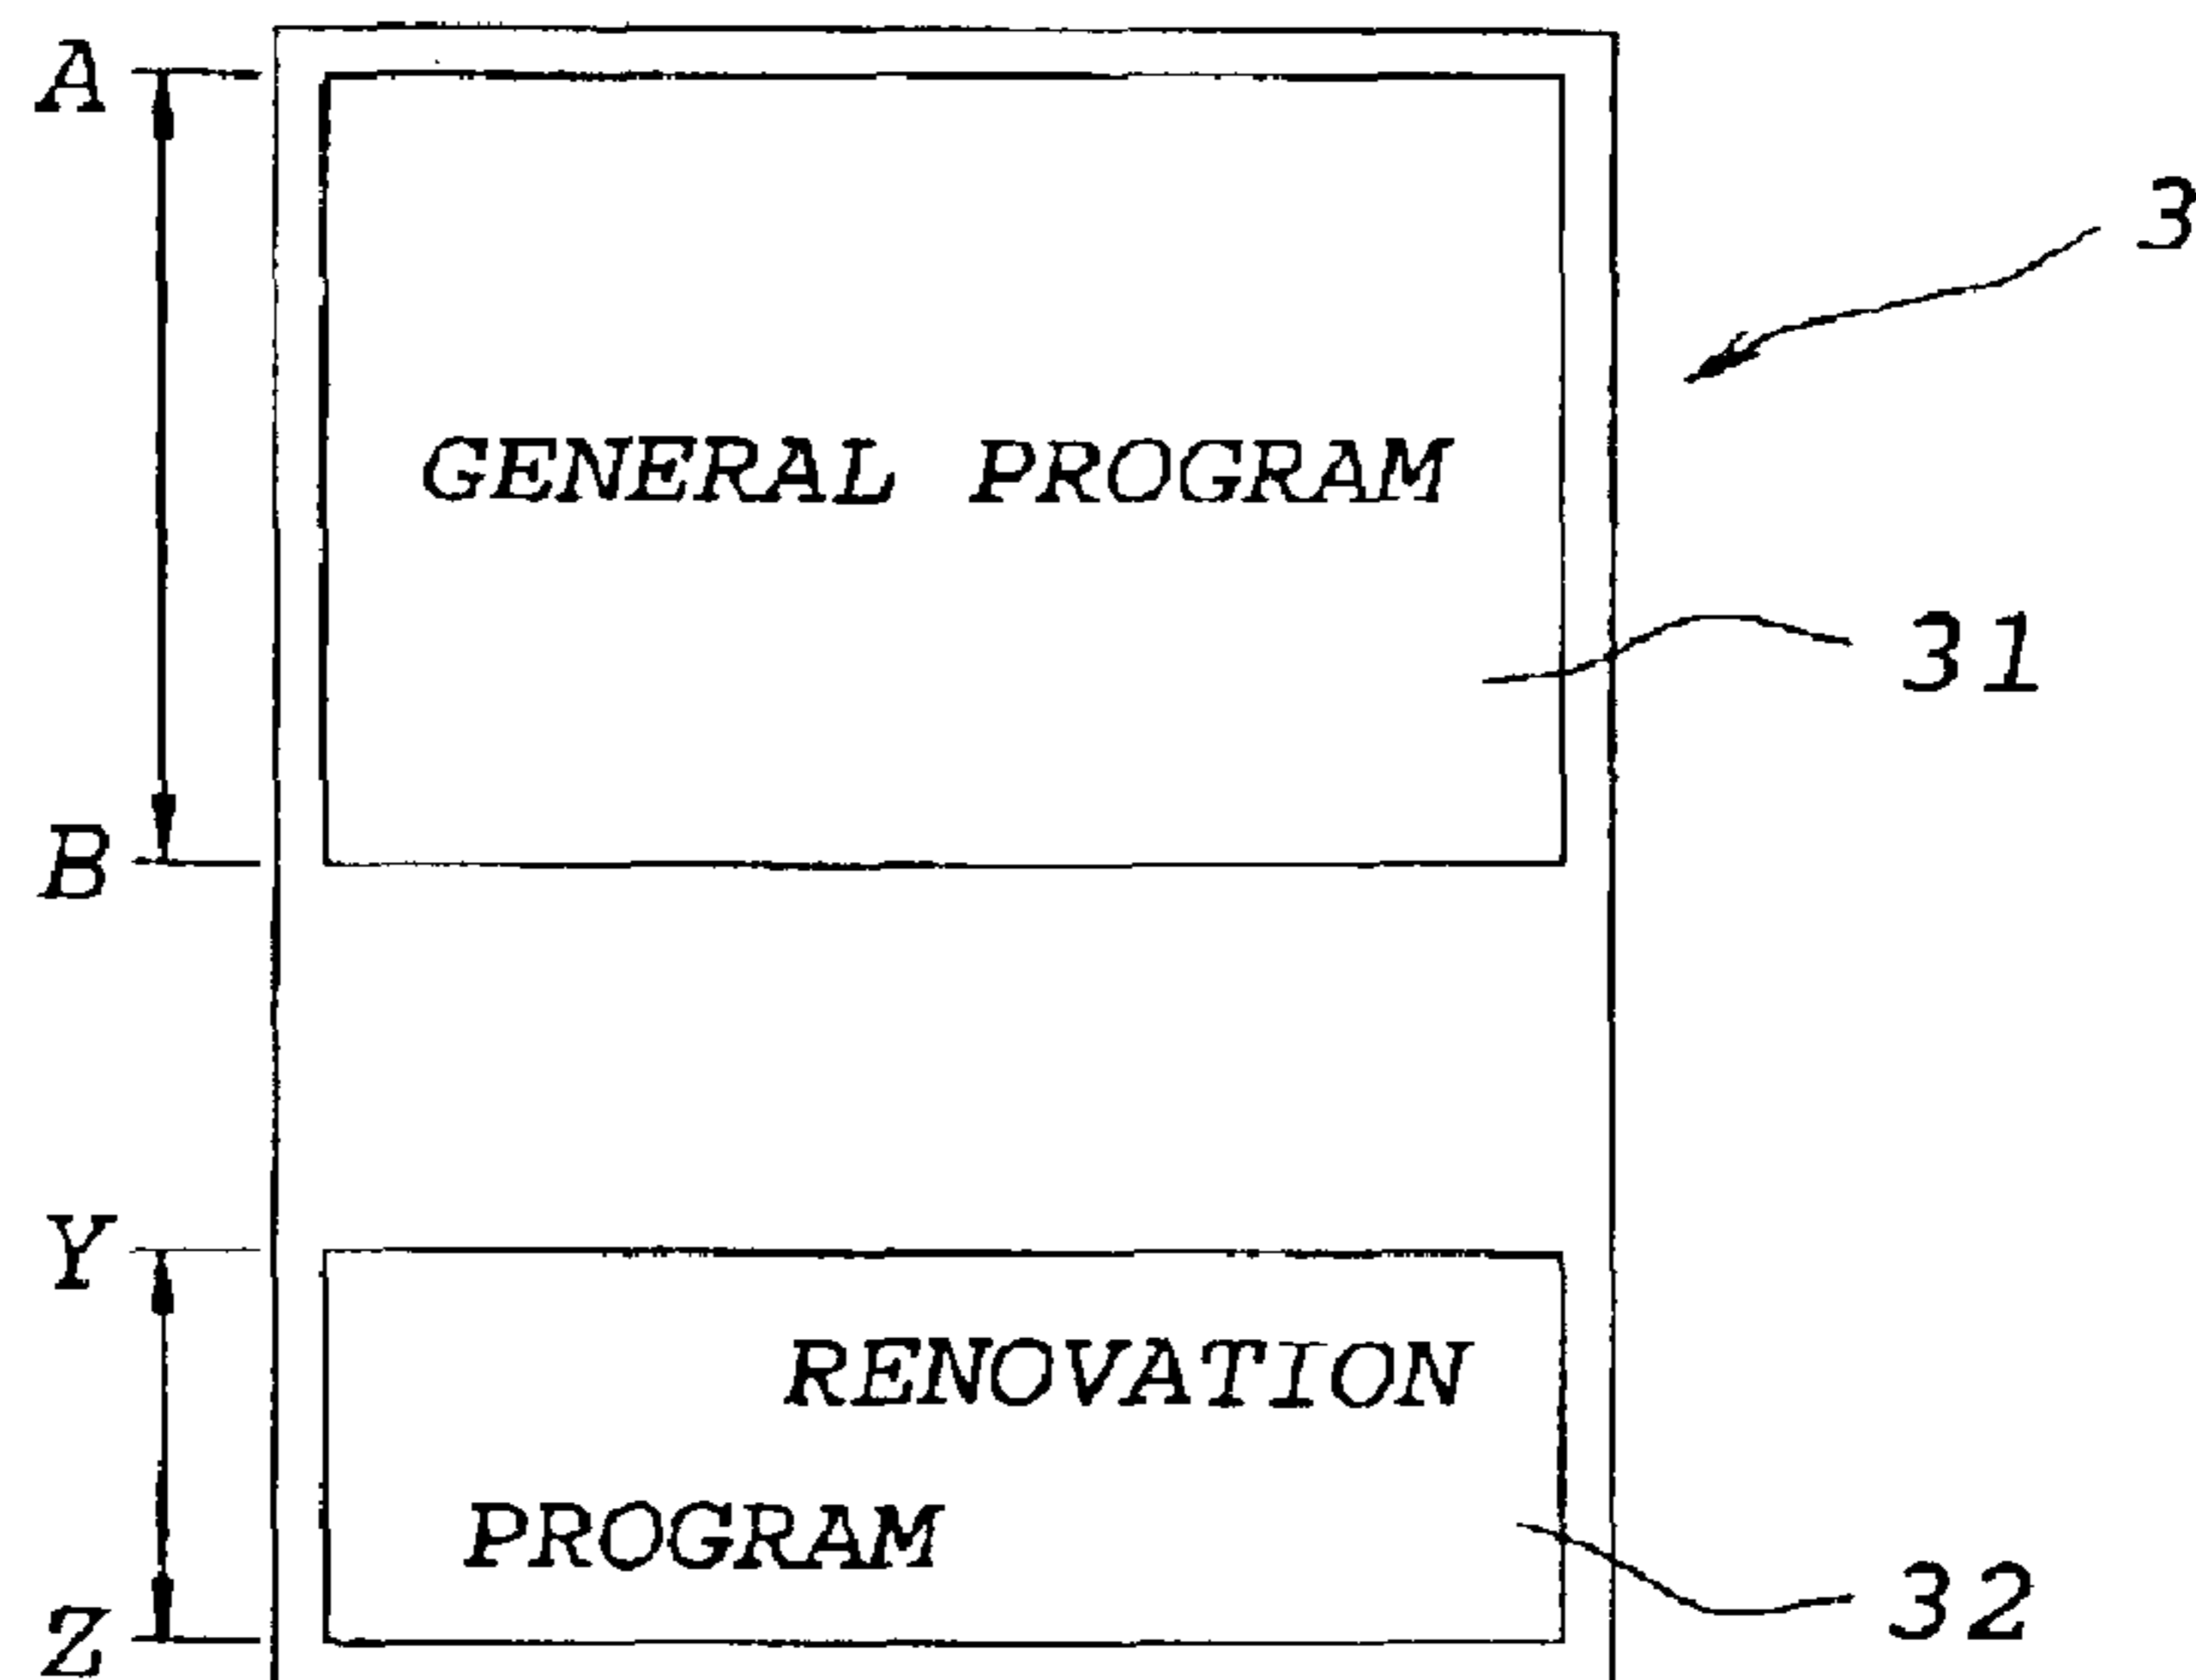 A
3
GENERAL PROGRAM
31
B
Y
RENOVATION
PROGRAM
32
Z